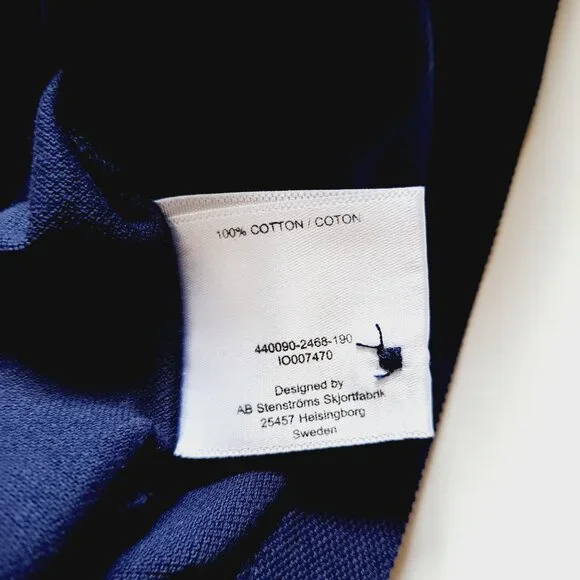 100% COTTON / COTON
440090-2468-190
IO007470
Designed by
AB Stenströms Skjortfabrik
25457 Helsingborg
Sweden